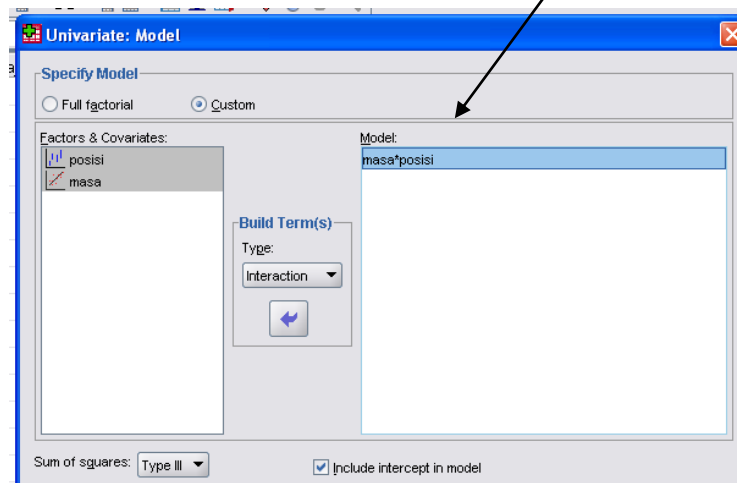 Univariate: Model
Specify Model
Full factorial Custom
Factors & Covariates:
posisi
masa
Build Term(s)
Type:
Interaction
Model:
masa*posisi
Sum of squares: Type III Include intercept in model